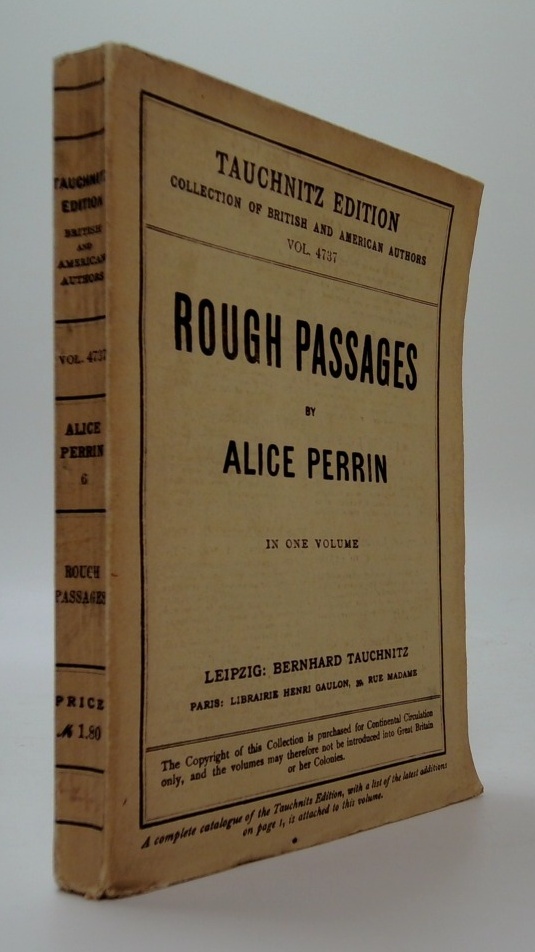 TAUCHNITZ
EDITION
BRITISH
AND
AMERICAN
AUTHORS
VOL. 4737
ALICE
PERRIN
6
ROUGH
PASSAGES
PRICE
ℳ 1.80
TAUCHNITZ EDITION
COLLECTION OF BRITISH AND AMERICAN AUTHORS
VOL. 4737
ROUGH PASSAGES
BY
ALICE PERRIN
IN ONE VOLUME
LEIPZIG: BERNHARD TAUCHNITZ
PARIS: LIBRAIRIE HENRI GAULON, 39, RUE MADAME
The Copyright of this Collection is purchased for Continental Circulation
only, and the volumes may therefore not be introduced into Great Britain
or her Colonies.
A complete catalogue of the Tauchnitz Edition, with a list of the latest additions
on page 1, is attached to this volume.